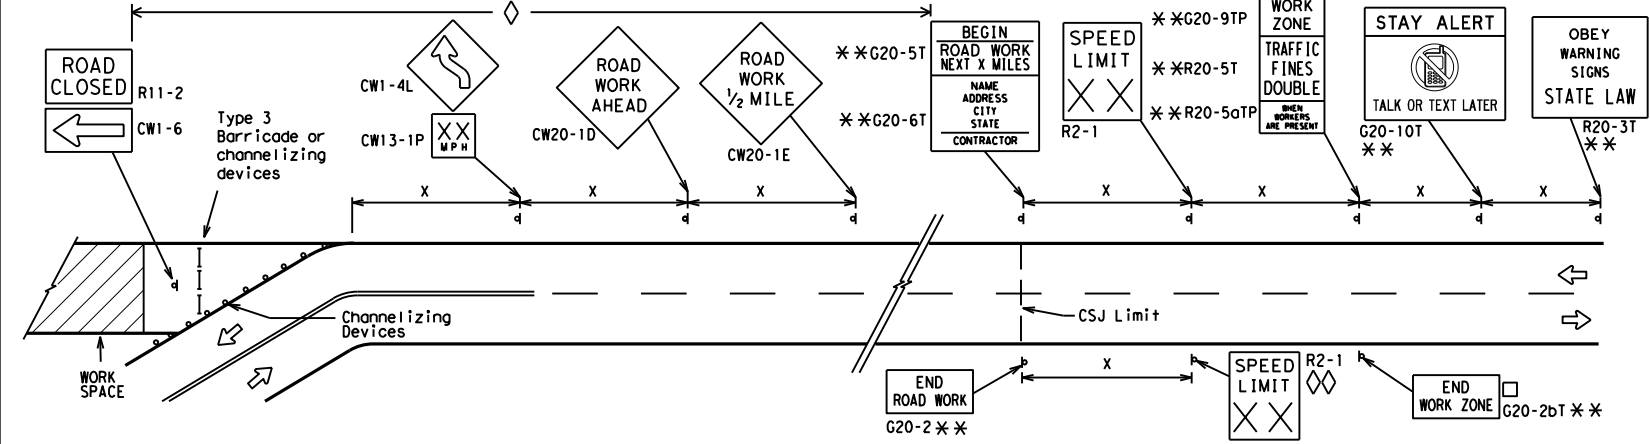 ROAD
CLOSED
R11-2
CW1-6
Type 3
Barricade or
channelizing
devices
CW1-4L
XX
MPH
CW13-1P
ROAD
WORK
AHEAD
CW20-1D
ROAD
WORK
1/2 MILE
CW20-1E
**G20-5T
BEGIN
ROAD WORK
NEXT X MILES
**G20-6T
NAME
ADDRESS
CITY
STATE
CONTRACTOR
SPEED
LIMIT
XX
R2-1
**G20-9TP
WORK
ZONE
**R20-5T
TRAFFIC
FINES
DOUBLE
**R20-5aTP
WHEN
WORKERS
ARE PRESENT
STAY ALERT
TALK OR TEXT LATER
G20-10T
**
OBEY
WARNING
SIGNS
STATE LAW
R20-3T
**
X
X
X
X
X
X
X
Channelizing
Devices
CSJ Limit
WORK
SPACE
END
ROAD WORK
G20-2 **
X
SPEED
LIMIT
XX
R2-1
END
WORK ZONE
G20-2bT **